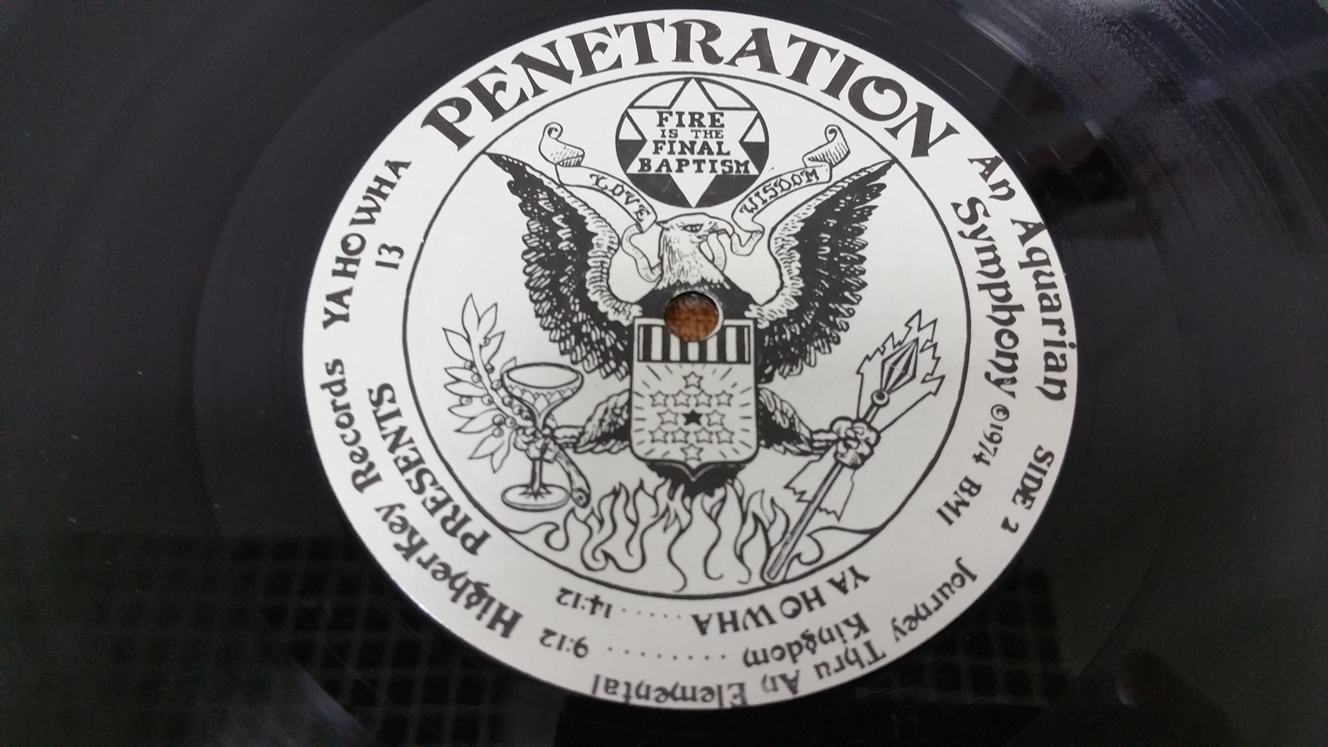 PENETRATION
An Aquarian
Symphony ©1974 BMI
SIDE 2
Journey Thru An Elemental
Kingdom ........ 9:12
YA HO WHA ..... 14:12
HigherKey Records
PRESENTS
YA HO WHA
13
FIRE
IS THE
FINAL
BAPTISM
LOVE
WISDOM